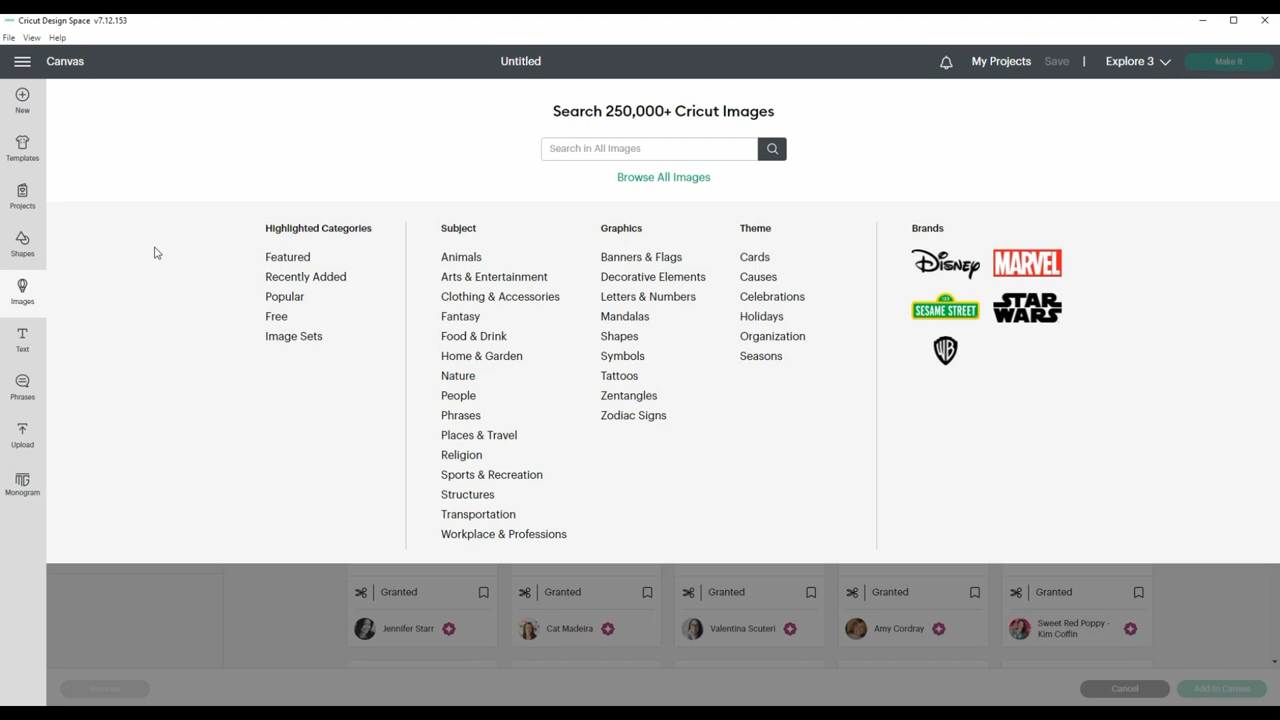 Cricut Design Space v7.12.153
File View Help
Canvas
Untitled
My Projects Save | Explore 3 Make It
New
Templates
Projects
Shapes
Images
Text
Phrases
Upload
Monogram
Search 250,000+ Cricut Images
Search in All Images
Browse All Images
Highlighted Categories
Featured
Recently Added
Popular
Free
Image Sets
Subject
Animals
Arts & Entertainment
Clothing & Accessories
Fantasy
Food & Drink
Home & Garden
Nature
People
Phrases
Places & Travel
Religion
Sports & Recreation
Structures
Transportation
Workplace & Professions
Graphics
Banners & Flags
Decorative Elements
Letters & Numbers
Mandalas
Shapes
Symbols
Tattoos
Zentangles
Zodiac Signs
Theme
Cards
Causes
Celebrations
Holidays
Organization
Seasons
Brands
Disney MARVEL
SESAME STREET STAR WARS
WB
Granted Granted Granted Granted Granted
Jennifer Starr Cat Madeira Valentina Scuteri Amy Cordray Sweet Red Poppy -
Kim Coffin
Cancel Add to Canvas